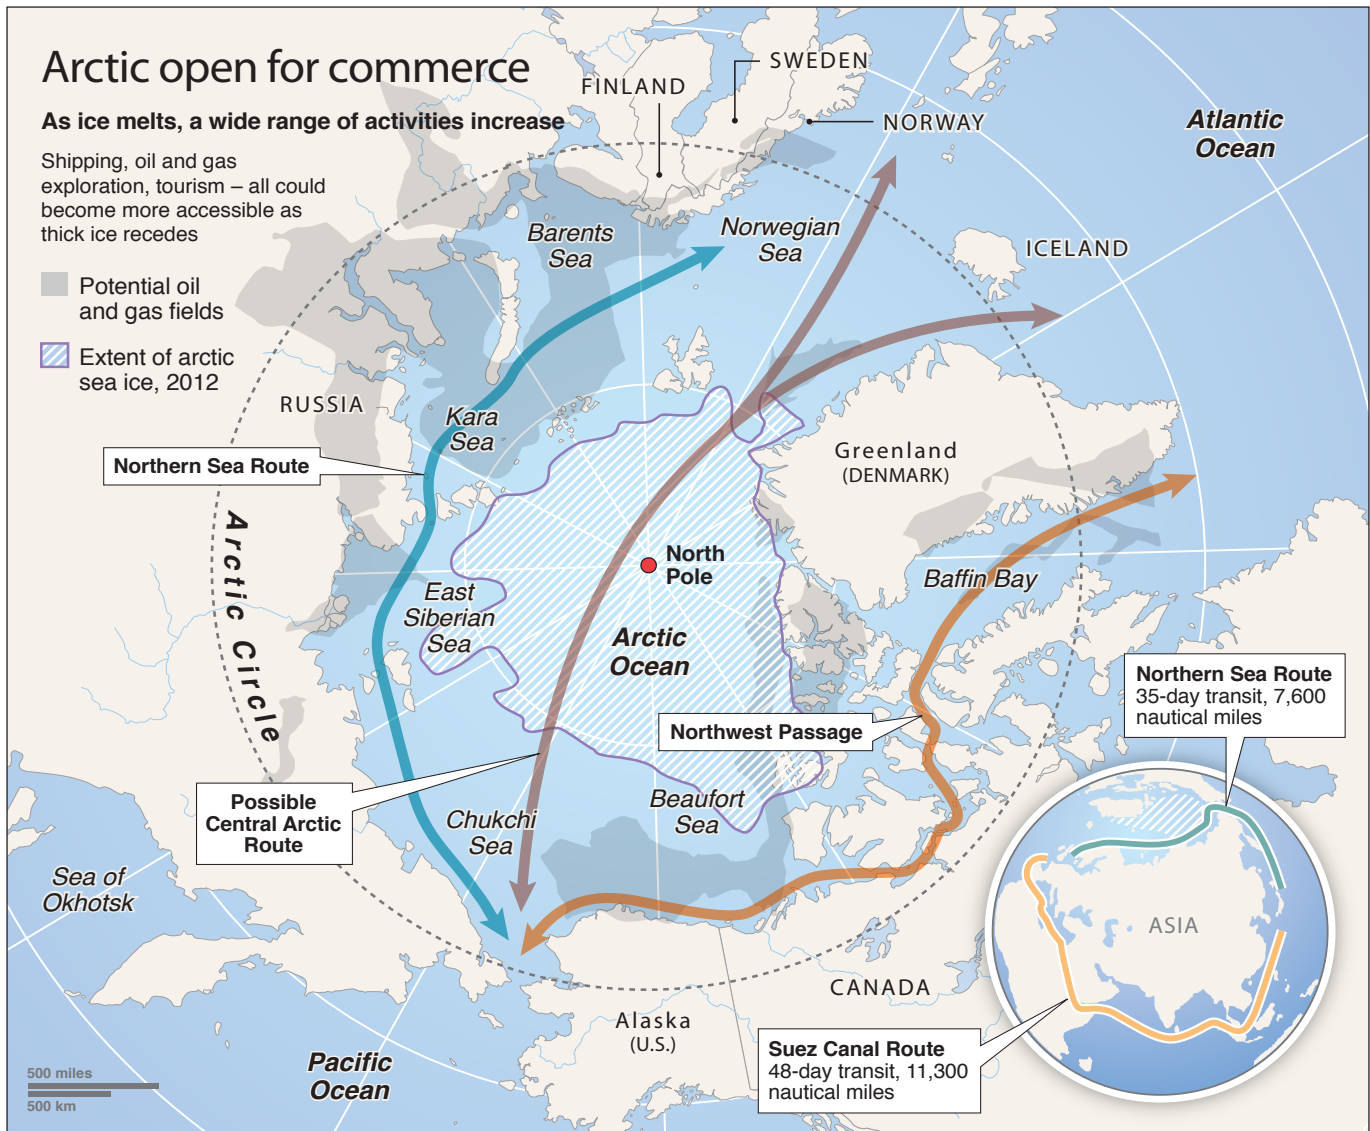 Arctic open for commerce
As ice melts, a wide range of activities increase
Shipping, oil and gas
exploration, tourism – all could
become more accessible as
thick ice recedes
Potential oil
and gas fields
Extent of arctic
sea ice, 2012
FINLAND
SWEDEN
NORWAY
Atlantic
Ocean
Barents
Sea
Norwegian
Sea
ICELAND
RUSSIA
Kara
Sea
Northern Sea Route
Greenland
(DENMARK)
Arctic Circle
North
Pole
Baffin Bay
East
Siberian
Sea
Arctic
Ocean
Northwest Passage
Northern Sea Route
35-day transit, 7,600
nautical miles
Possible
Central Arctic
Route
Chukchi
Sea
Beaufort
Sea
Sea of
Okhotsk
ASIA
CANADA
Alaska
(U.S.)
Suez Canal Route
48-day transit, 11,300
nautical miles
Pacific
Ocean
500 miles
500 km